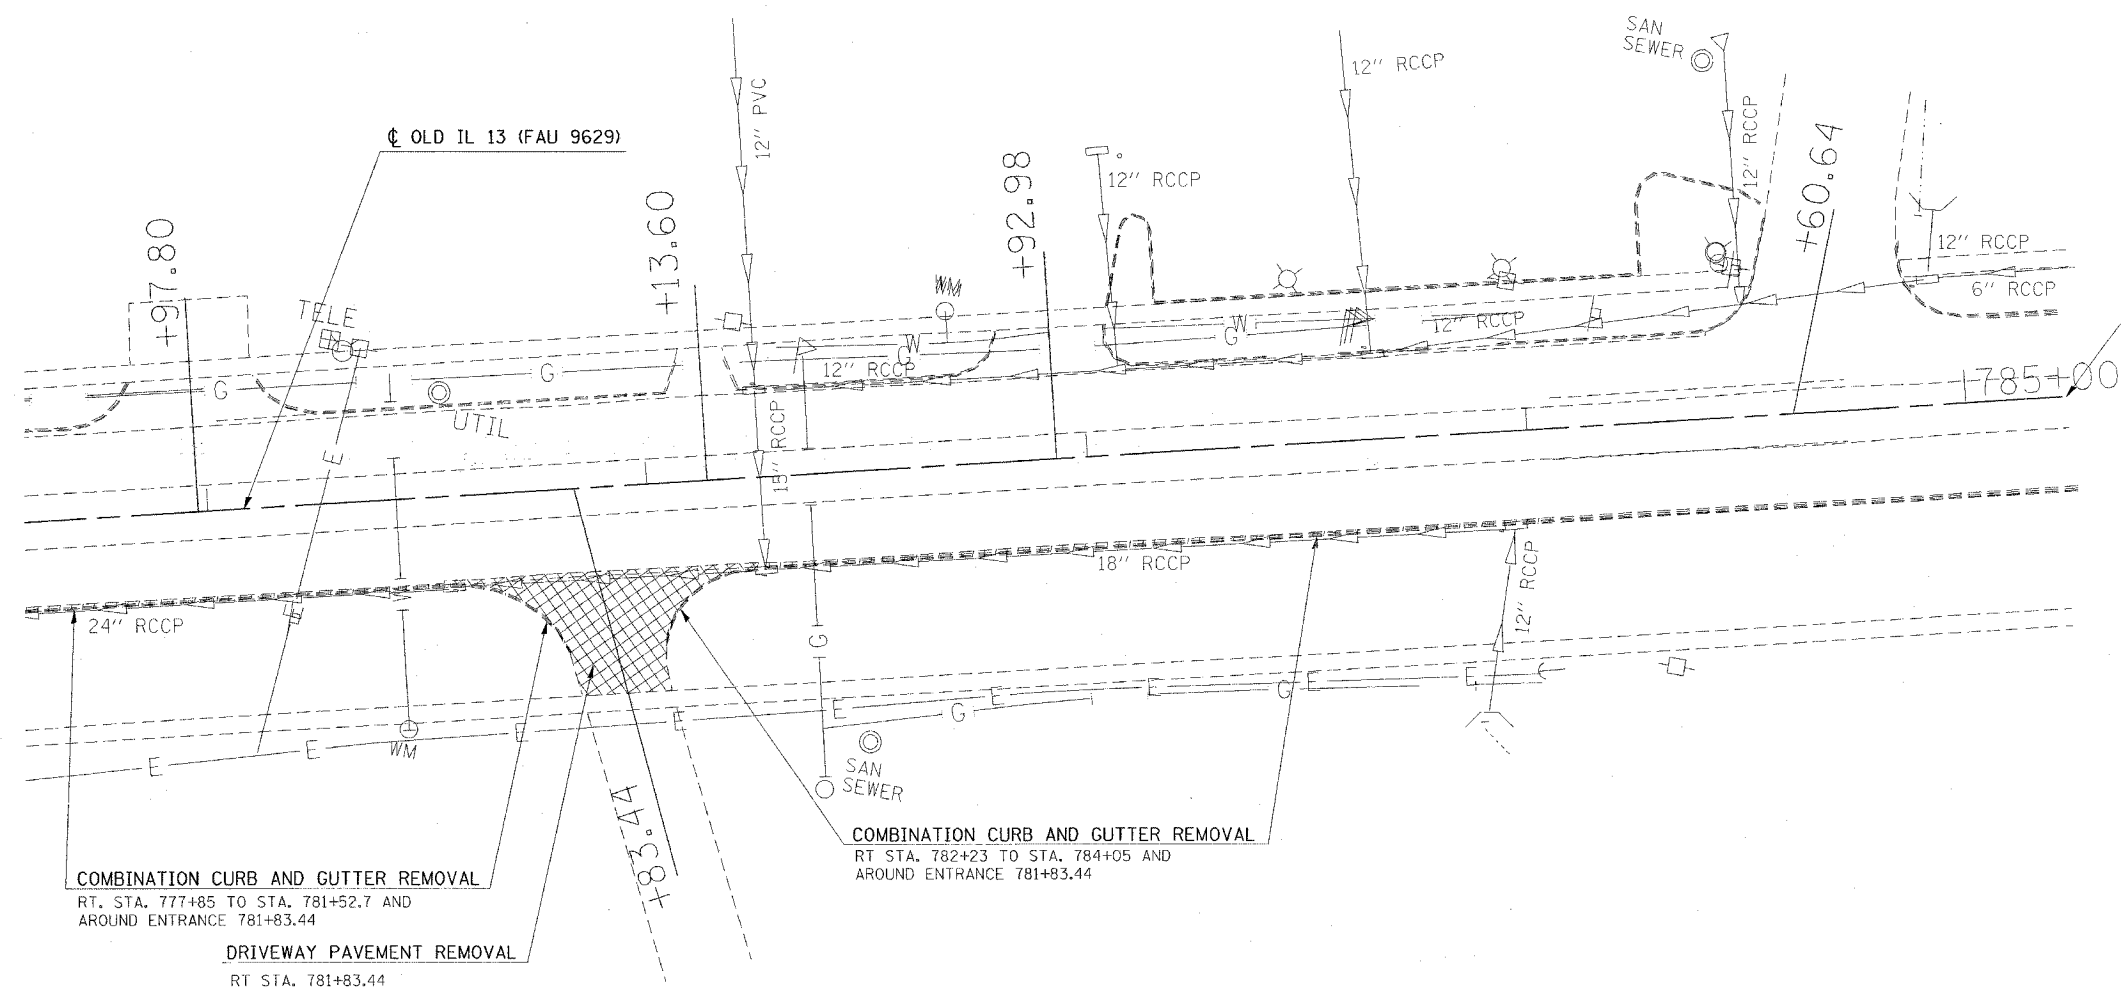 SAN
SEWER
12" RCCP
12" PVC
12" RCCP
℄ OLD IL 13 (FAU 9629)
+60.64
+92.98
12" RCCP
+13.60
+97.80
12" RCCP
6" RCCP
WM
TELE
W
G
W
G
12" RCCP
12" RCCP
G
G
785+00
UTIL
E
15" RCCP
18" RCCP
12" RCCP
24" RCCP
G
E
E
E
E
E
E
E
E
G
G
WM
SAN
SEWER
+83.44
COMBINATION CURB AND GUTTER REMOVAL
RT STA. 782+23 TO STA. 784+05 AND
AROUND ENTRANCE 781+83.44
COMBINATION CURB AND GUTTER REMOVAL
RT. STA. 777+85 TO STA. 781+52.7 AND
AROUND ENTRANCE 781+83.44
DRIVEWAY PAVEMENT REMOVAL
RT STA. 781+83.44